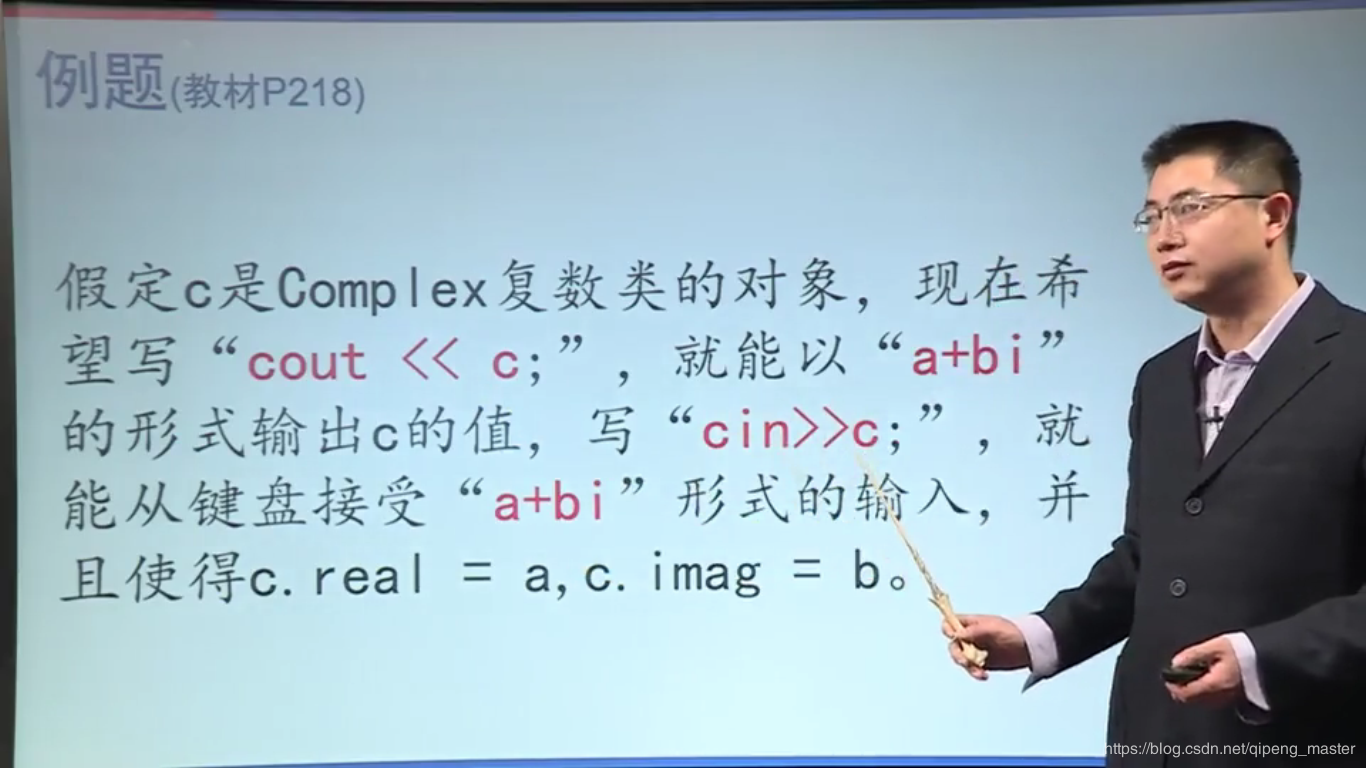 例题(教材P218)
假定c是Complex复数类的对象，现在希
望写“cout << c;”，就能以“a+bi”
的形式输出c的值，写“cin>>c;”，就
能从键盘接受“a+bi”形式的输入，并
且使得c.real = a,c.imag = b。
https://blog.csdn.net/qipeng_master